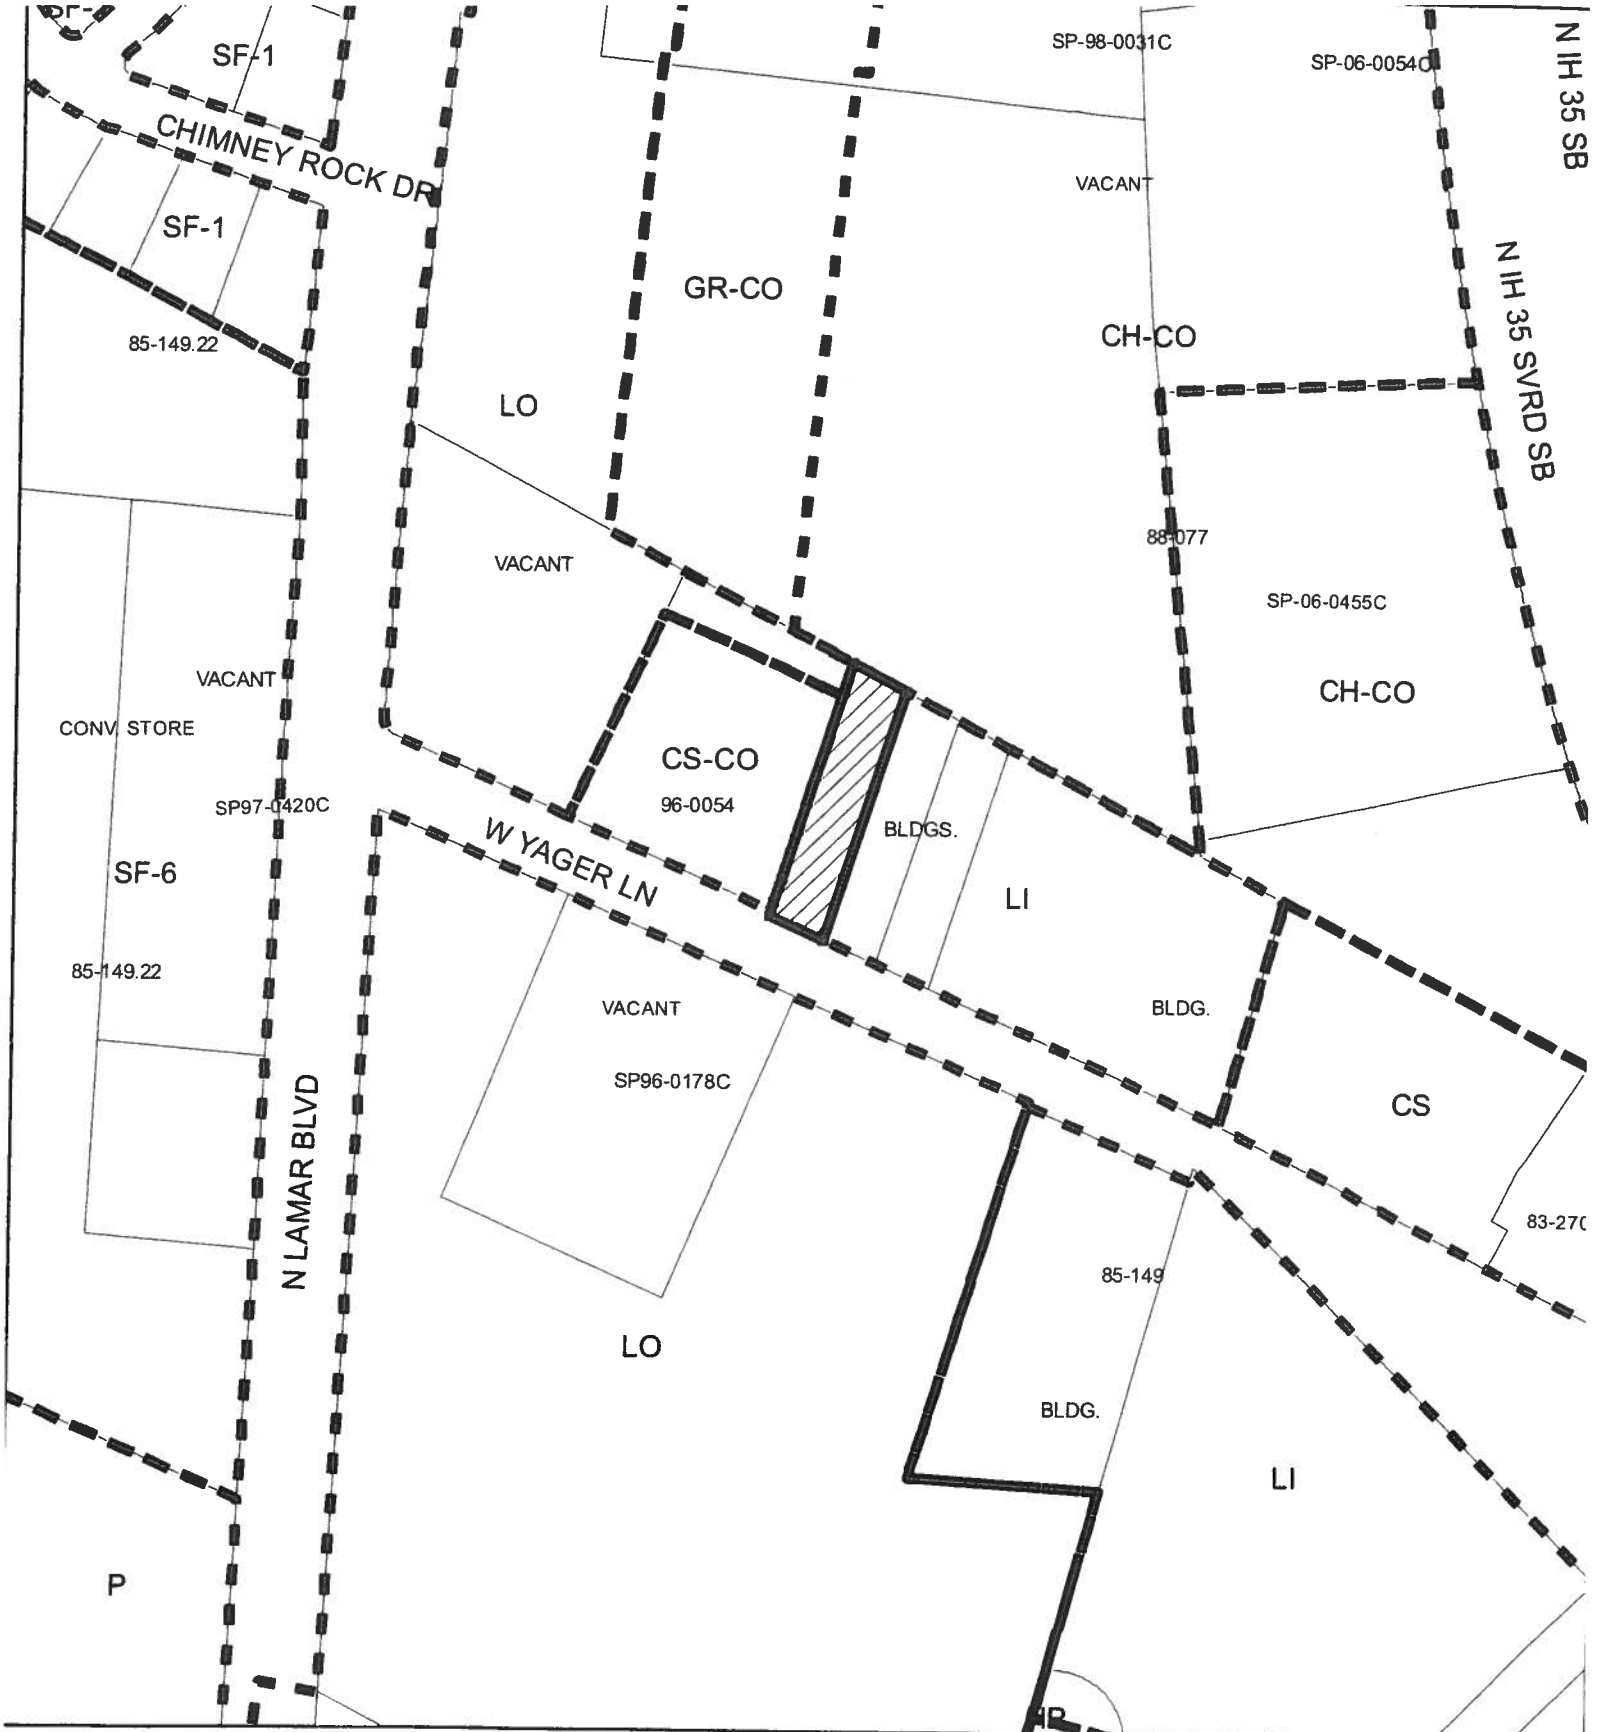 SF-1
SP-98-0031C
SP-06-0054C
N IH 35 SB
CHIMNEY ROCK DR
VACANT
SF-1
GR-CO
N IH 35 SVRD SB
85-149.22
CH-CO
LO
88-077
VACANT
SP-06-0455C
VACANT
CH-CO
CONV. STORE
CS-CO
SP97-0420C
96-0054
BLDGS.
W YAGER LN
SF-6
LI
85-149.22
VACANT
BLDG.
SP96-0178C
CS
N LAMAR BLVD
83-270
85-149
LO
BLDG.
LI
P